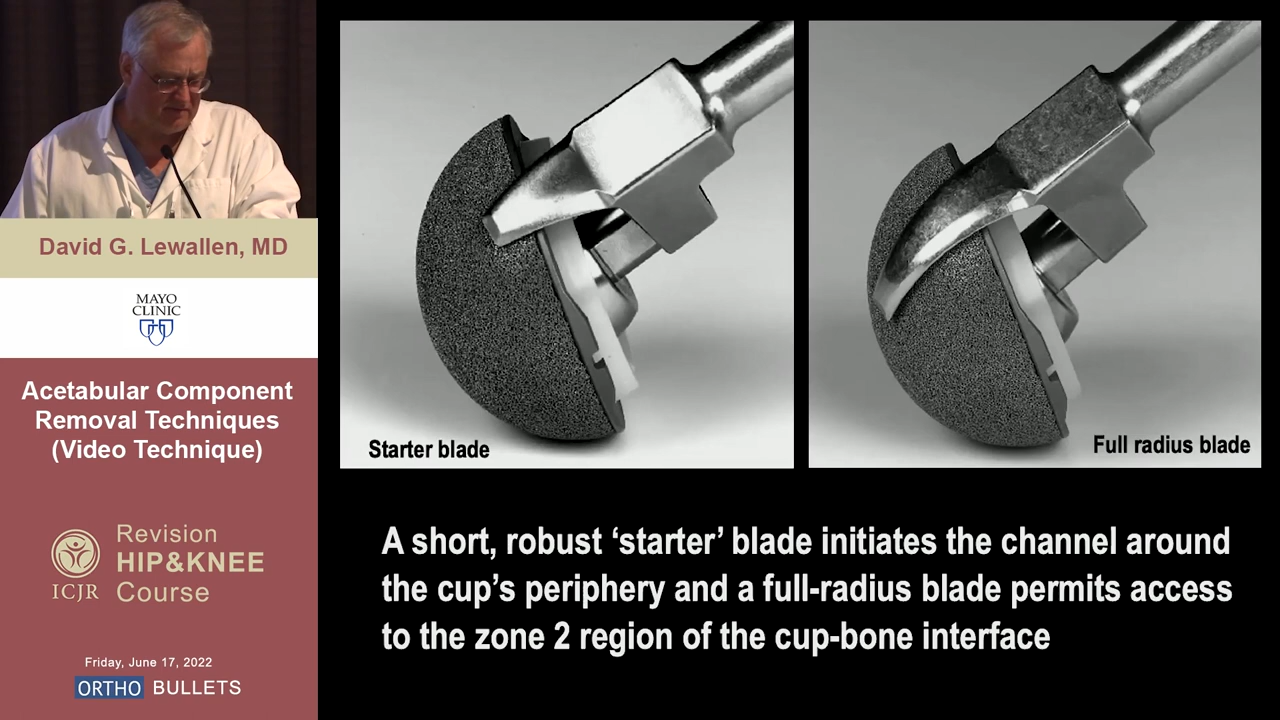 David G. Lewallen, MD
MAYO
CLINIC
Acetabular Component
Removal Techniques
(Video Technique)
ICJR
Revision
HIP&KNEE
Course
Friday, June 17, 2022
ORTHO BULLETS
Starter blade
Full radius blade
A short, robust ‘starter’ blade initiates the channel around
the cup’s periphery and a full-radius blade permits access
to the zone 2 region of the cup-bone interface